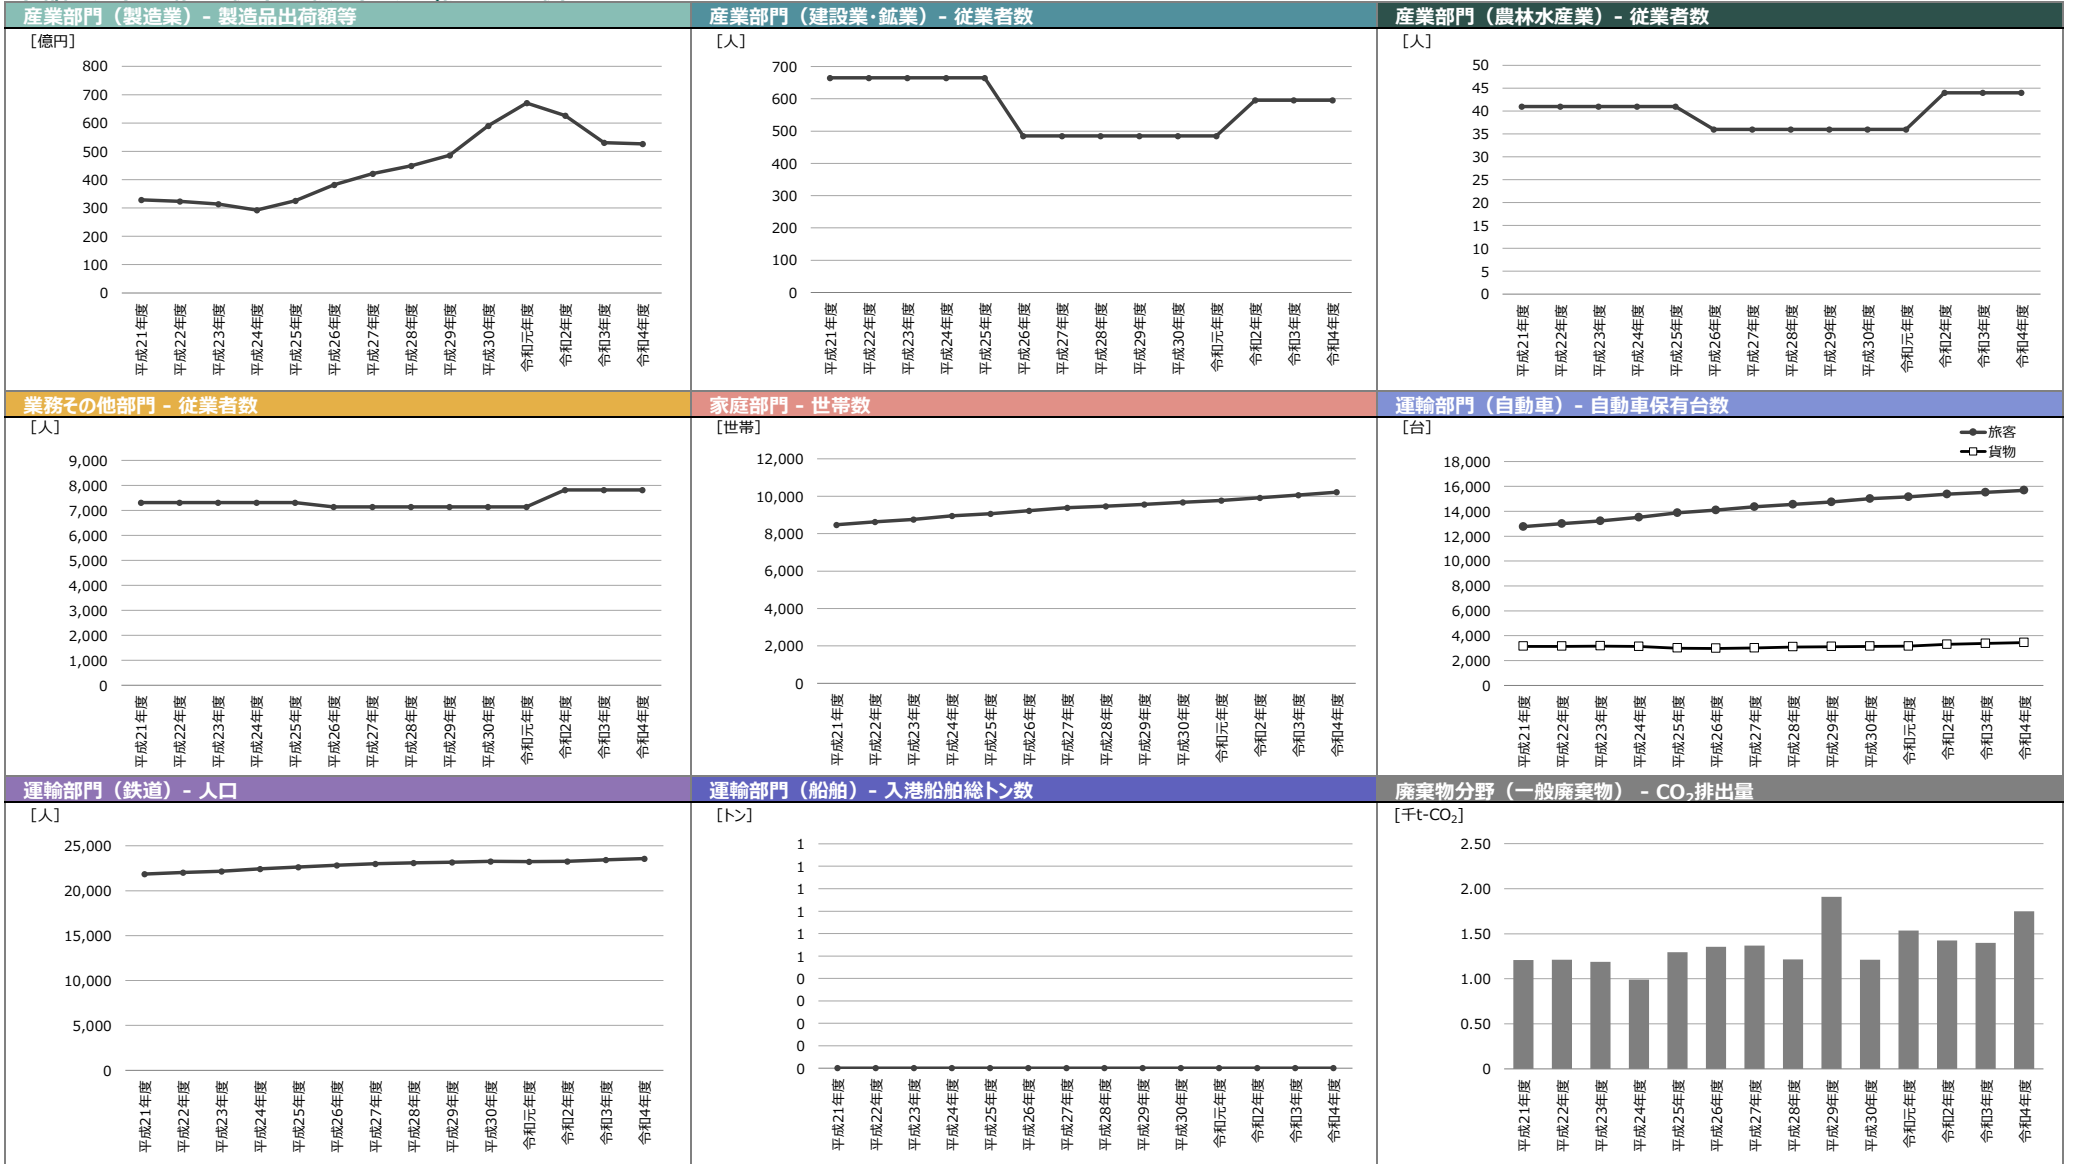 産業部門（製造業）- 製造品出荷額等
[億円]
800
700
600
500
400
300
200
100
0
平成21年度
平成22年度
平成23年度
平成24年度
平成25年度
平成26年度
平成27年度
平成28年度
平成29年度
平成30年度
令和元年度
令和2年度
令和3年度
令和4年度
産業部門（建設業・鉱業）- 従業者数
[人]
700
600
500
400
300
200
100
0
平成21年度
平成22年度
平成23年度
平成24年度
平成25年度
平成26年度
平成27年度
平成28年度
平成29年度
平成30年度
令和元年度
令和2年度
令和3年度
令和4年度
産業部門（農林水産業）- 従業者数
[人]
50
45
40
35
30
25
20
15
10
5
0
平成21年度
平成22年度
平成23年度
平成24年度
平成25年度
平成26年度
平成27年度
平成28年度
平成29年度
平成30年度
令和元年度
令和2年度
令和3年度
令和4年度
業務その他部門 - 従業者数
[人]
9,000
8,000
7,000
6,000
5,000
4,000
3,000
2,000
1,000
0
平成21年度
平成22年度
平成23年度
平成24年度
平成25年度
平成26年度
平成27年度
平成28年度
平成29年度
平成30年度
令和元年度
令和2年度
令和3年度
令和4年度
家庭部門 - 世帯数
[世帯]
12,000
10,000
8,000
6,000
4,000
2,000
0
平成21年度
平成22年度
平成23年度
平成24年度
平成25年度
平成26年度
平成27年度
平成28年度
平成29年度
平成30年度
令和元年度
令和2年度
令和3年度
令和4年度
運輸部門（自動車）- 自動車保有台数
[台]
旅客
貨物
18,000
16,000
14,000
12,000
10,000
8,000
6,000
4,000
2,000
0
平成21年度
平成22年度
平成23年度
平成24年度
平成25年度
平成26年度
平成27年度
平成28年度
平成29年度
平成30年度
令和元年度
令和2年度
令和3年度
令和4年度
運輸部門（鉄道）- 人口
[人]
25,000
20,000
15,000
10,000
5,000
0
平成21年度
平成22年度
平成23年度
平成24年度
平成25年度
平成26年度
平成27年度
平成28年度
平成29年度
平成30年度
令和元年度
令和2年度
令和3年度
令和4年度
運輸部門（船舶）- 入港船舶総トン数
[トン]
1
1
1
1
1
1
0
0
0
0
0
平成21年度
平成22年度
平成23年度
平成24年度
平成25年度
平成26年度
平成27年度
平成28年度
平成29年度
平成30年度
令和元年度
令和2年度
令和3年度
令和4年度
廃棄物分野（一般廃棄物） - CO₂排出量
[千t-CO₂]
2.50
2.00
1.50
1.00
0.50
0
平成21年度
平成22年度
平成23年度
平成24年度
平成25年度
平成26年度
平成27年度
平成28年度
平成29年度
平成30年度
令和元年度
令和2年度
令和3年度
令和4年度